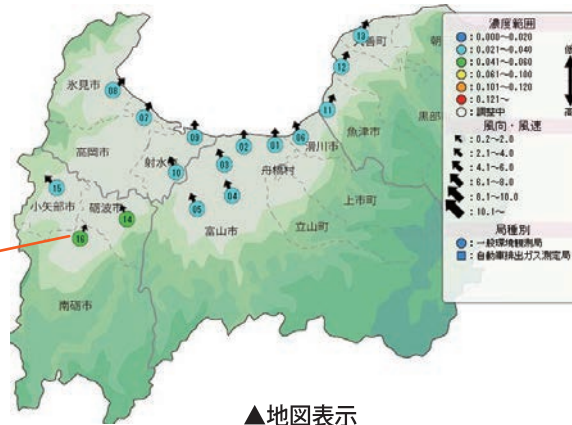 濃度範囲
：0.000～0.020
：0.021～0.040
：0.041～0.060
：0.061～0.100
：0.101～0.120
：0.121～
：調整中
高
風向・風速
：0.2～2.0
：2.1～4.0
：4.1～6.0
：6.1～8.0
：8.1～10.0
：10.1～
局種別
：一般環境観測局
：自動車排出ガス測定局
13
入善町
朝
12
氷見市
08
11
黒部
07
魚津市
09
02
01
06
滑川市
高岡市
射水
10
03
舟橋村
15
上市町
小矢部市
砺波市
05
04
14
富山市
立山町
16
南砺市
▲地図表示